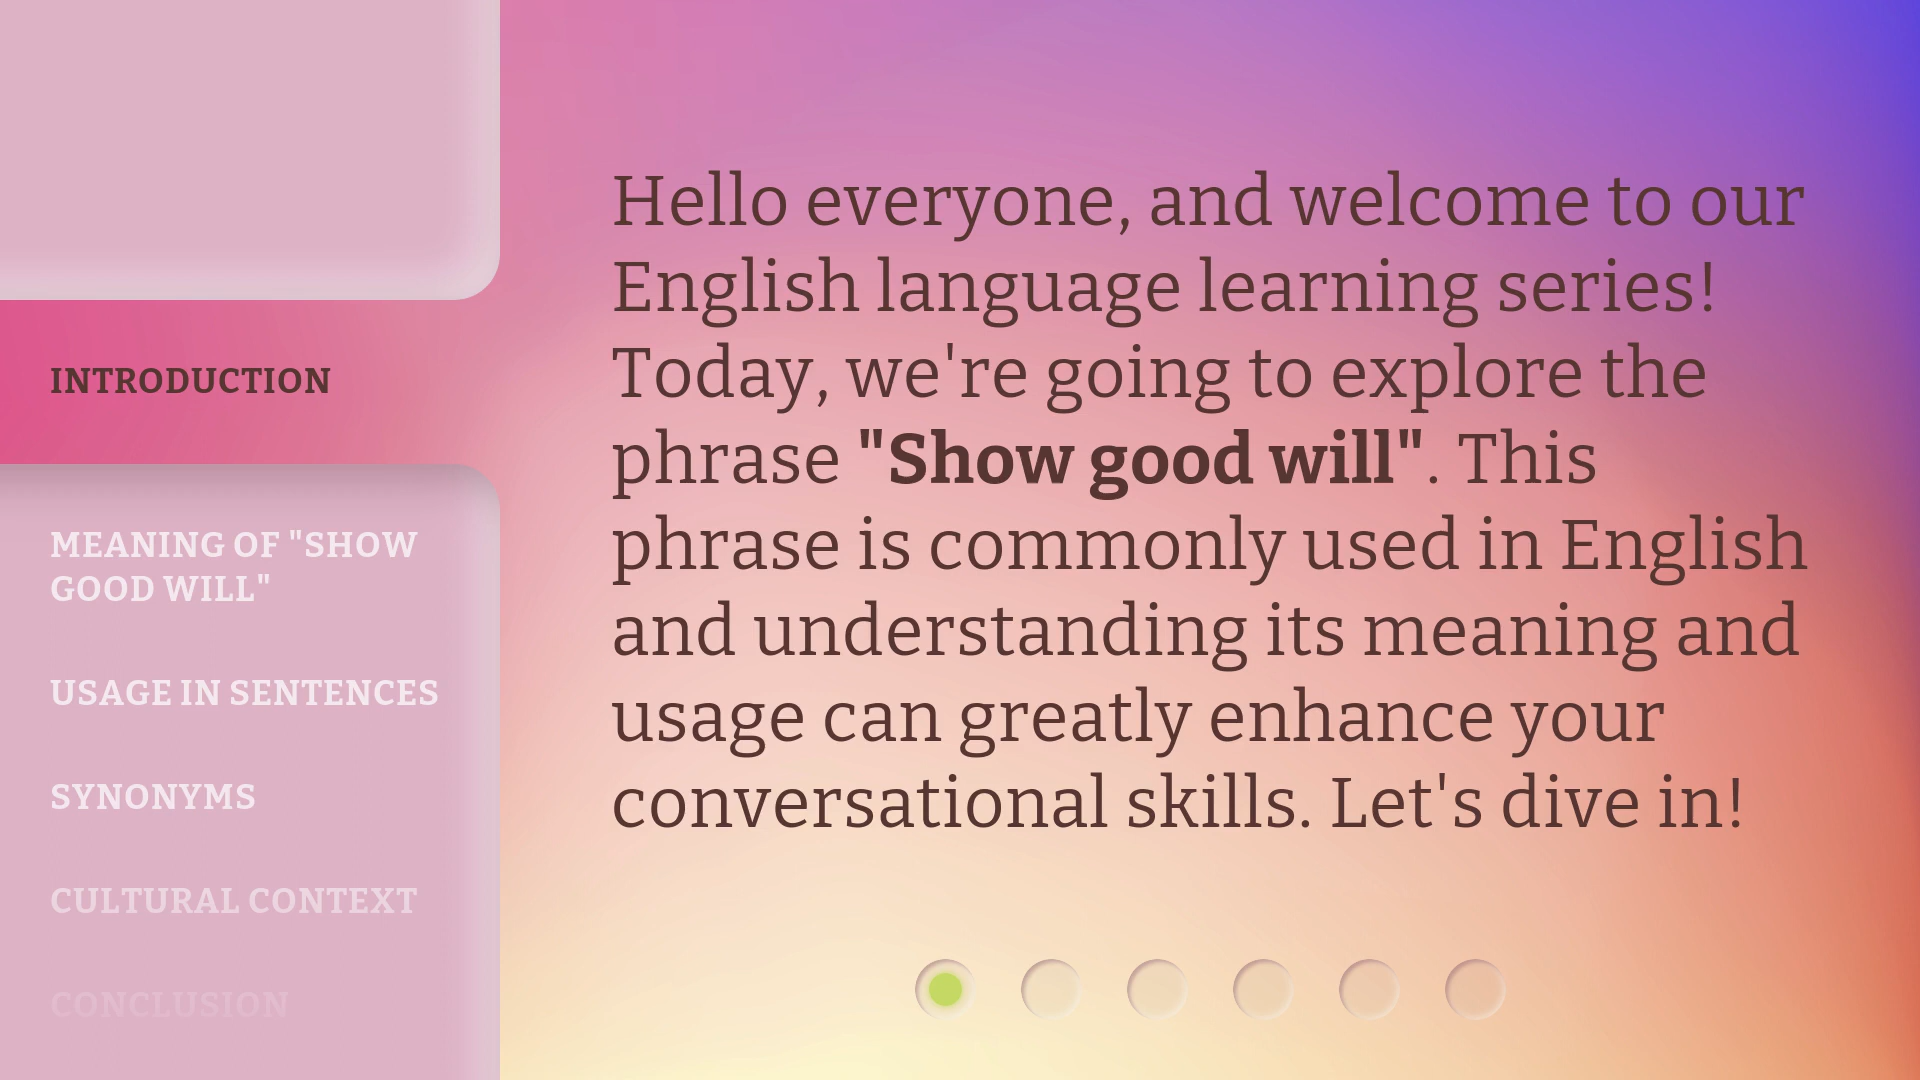 INTRODUCTION
MEANING OF "SHOW
GOOD WILL"
USAGE IN SENTENCES
SYNONYMS
CULTURAL CONTEXT
CONCLUSION
Hello everyone, and welcome to our
English language learning series!
Today, we're going to explore the
phrase "Show good will". This
phrase is commonly used in English
and understanding its meaning and
usage can greatly enhance your
conversational skills. Let's dive in!